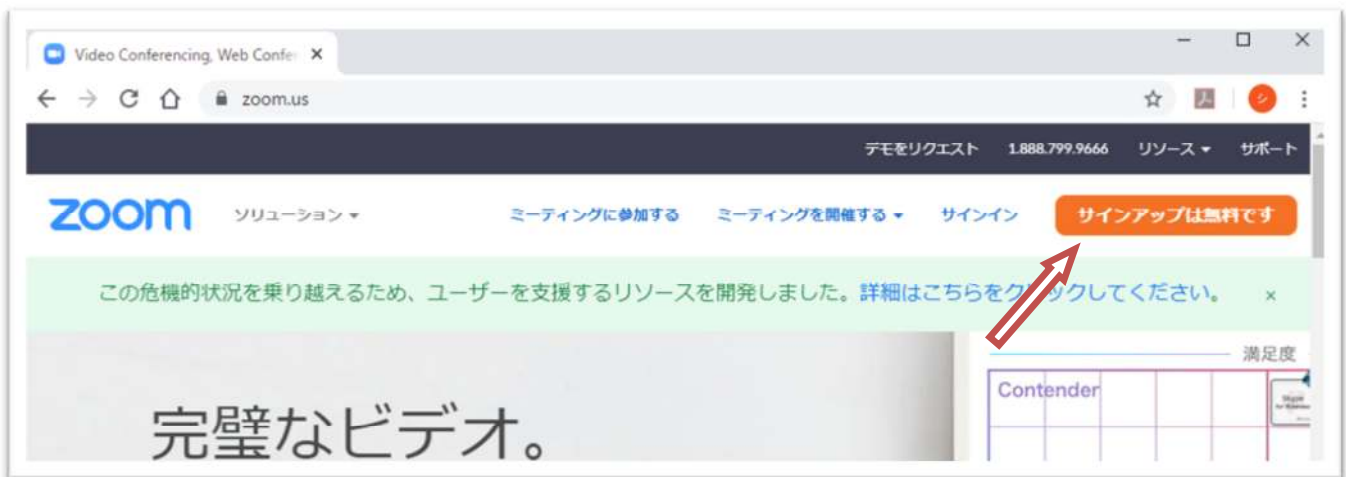 Video Conferencing, Web Confer
zoom.us
デモをリクエスト 1.888.799.9666 リソース サポート
zoom ソリューション ミーティングに参加する ミーティングを開催する サインイン サインアップは無料です
この危機的状況を乗り越えるため、ユーザーを支援するリソースを開発しました。詳細はこちらをクリックしてください。
満足度
Contender
完璧なビデオ。